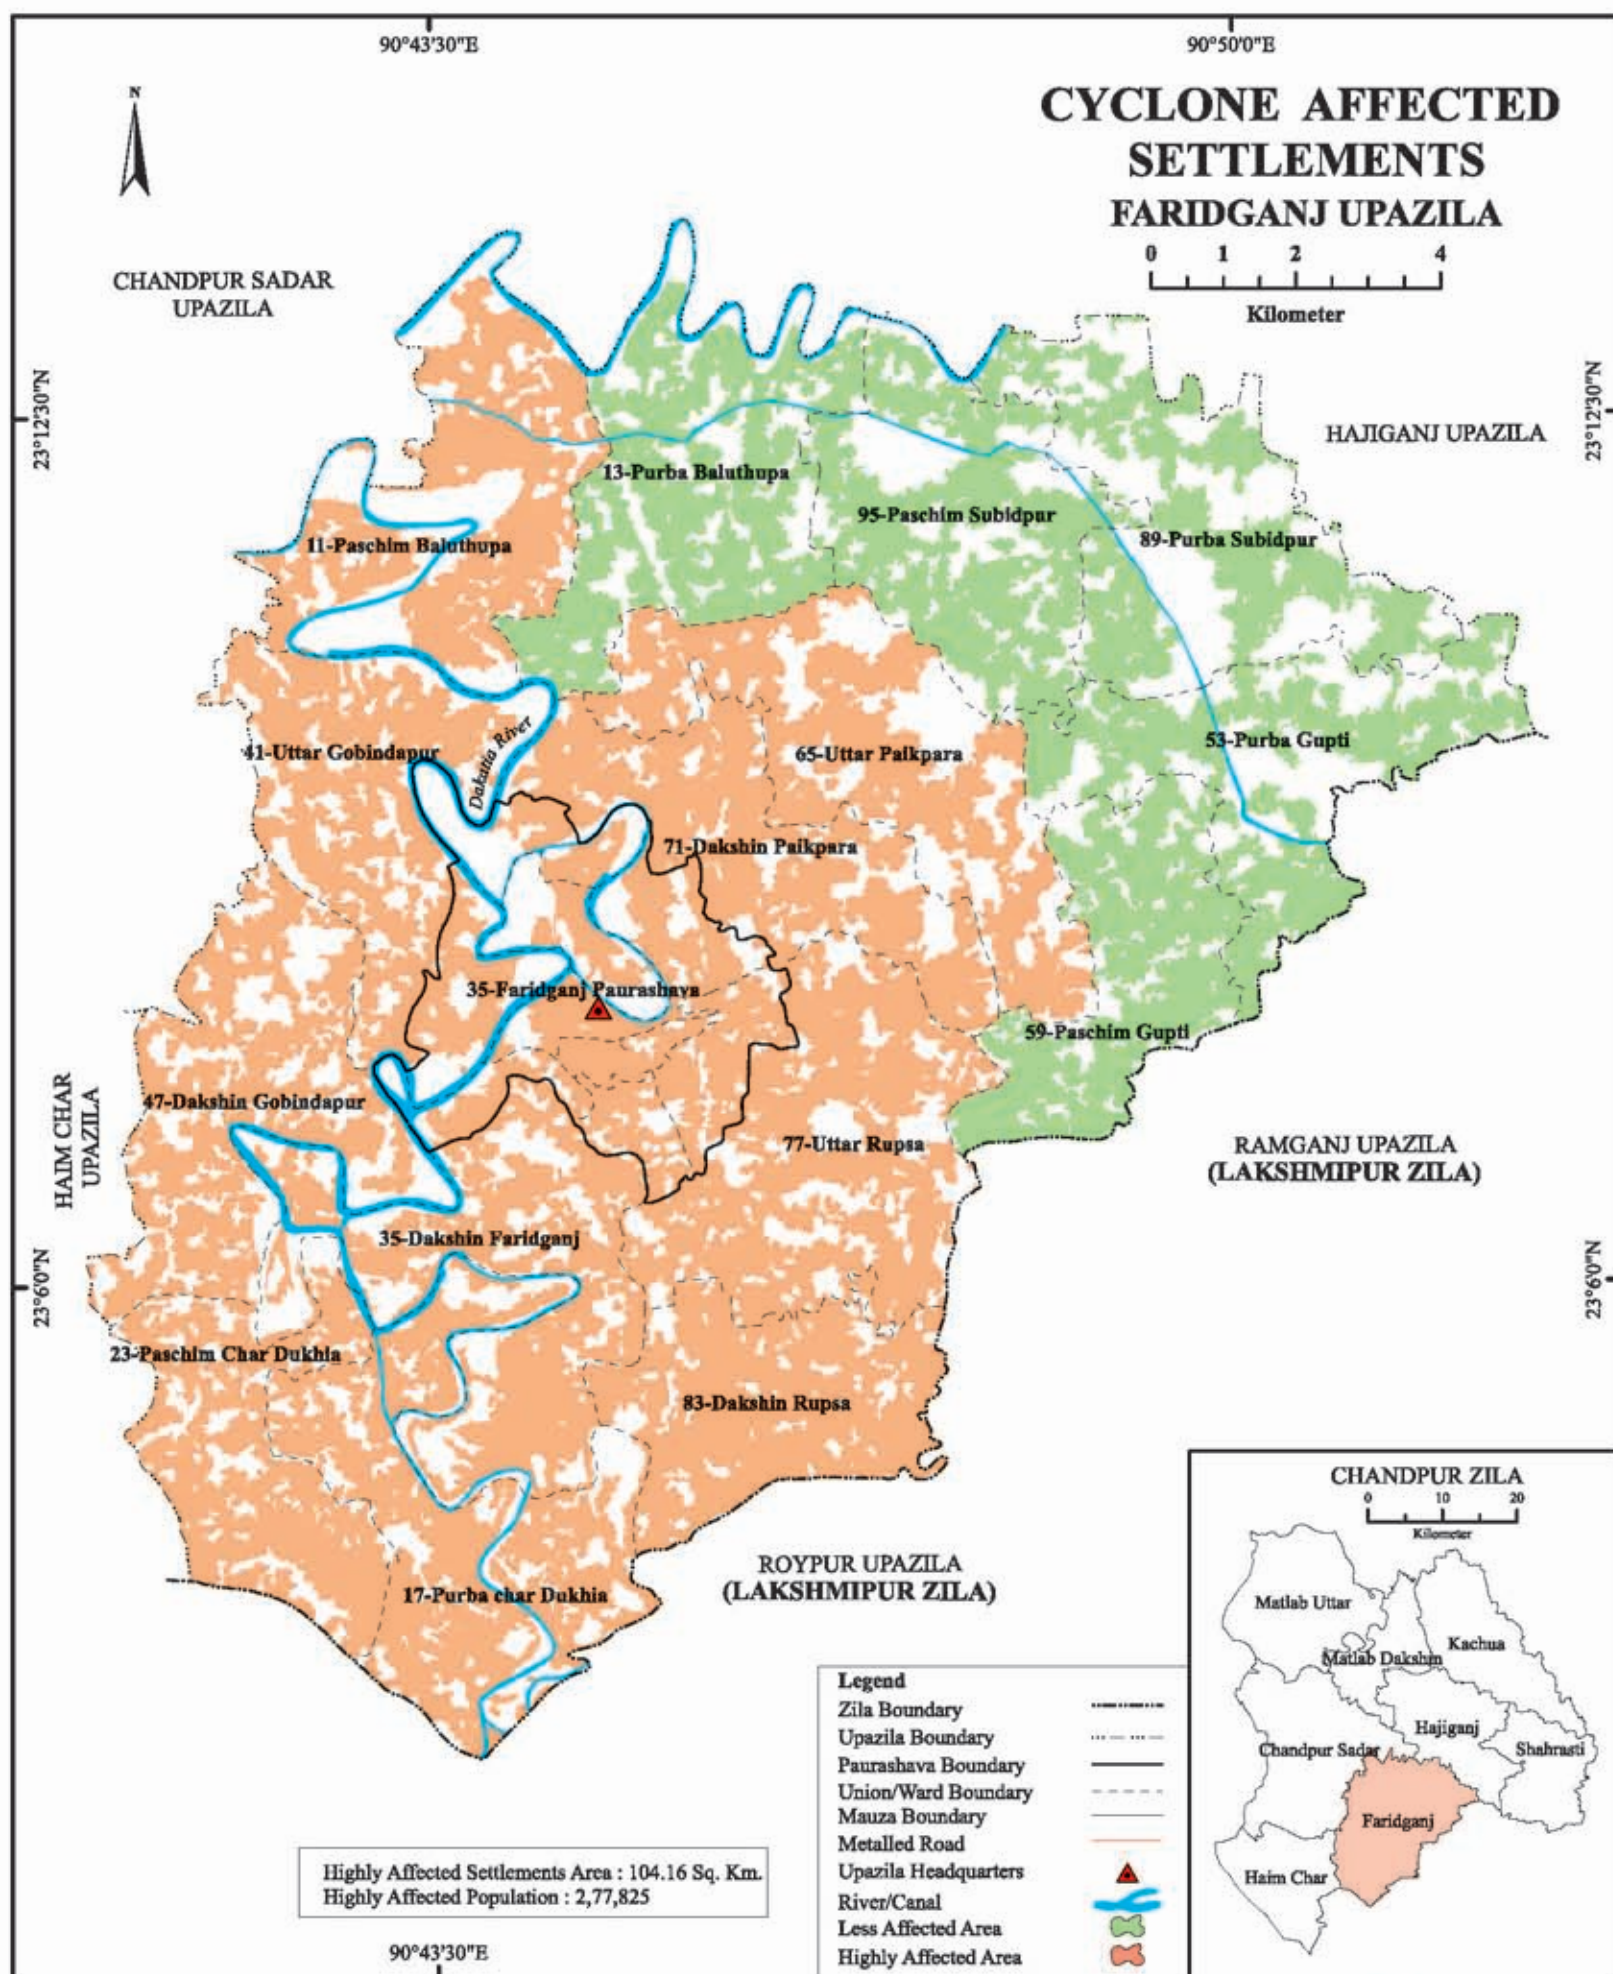 90°43'30"E
90°50'0"E
N
CYCLONE AFFECTED
SETTLEMENTS
FARIDGANJ UPAZILA
0 1 2 4
Kilometer
CHANDPUR SADAR
UPAZILA
23°12'30"N
23°12'30"N
HAJIGANJ UPAZILA
13-Purba Baluthupa
95-Paschim Subidpur
89-Purba Subidpur
11-Paschim Baluthupa
41-Uttar Gobindapur
Dakatia River
65-Uttar Paikpara
53-Purba Gupti
71-Dakshin Paikpara
35-Faridganj Paurashava
59-Paschim Gupti
HAIM CHAR
UPAZILA
47-Dakshin Gobindapur
77-Uttar Rupsa
RAMGANJ UPAZILA
(LAKSHMIPUR ZILA)
35-Dakshin Faridganj
23°6'0"N
23°6'0"N
23-Paschim Char Dukhia
83-Dakshin Rupsa
17-Purba char Dukhia
ROYPUR UPAZILA
(LAKSHMIPUR ZILA)
CHANDPUR ZILA
0 10 20
Kilometer
Matlab Uttar
Kachua
Matlab Dakshin
Hajiganj
Chandpur Sadar
Shahrasti
Faridganj
Haim Char
Legend
Zila Boundary
Upazila Boundary
Paurashava Boundary
Union/Ward Boundary
Mauza Boundary
Metalled Road
Upazila Headquarters
River/Canal
Less Affected Area
Highly Affected Area
Highly Affected Settlements Area : 104.16 Sq. Km.
Highly Affected Population : 2,77,825
90°43'30"E